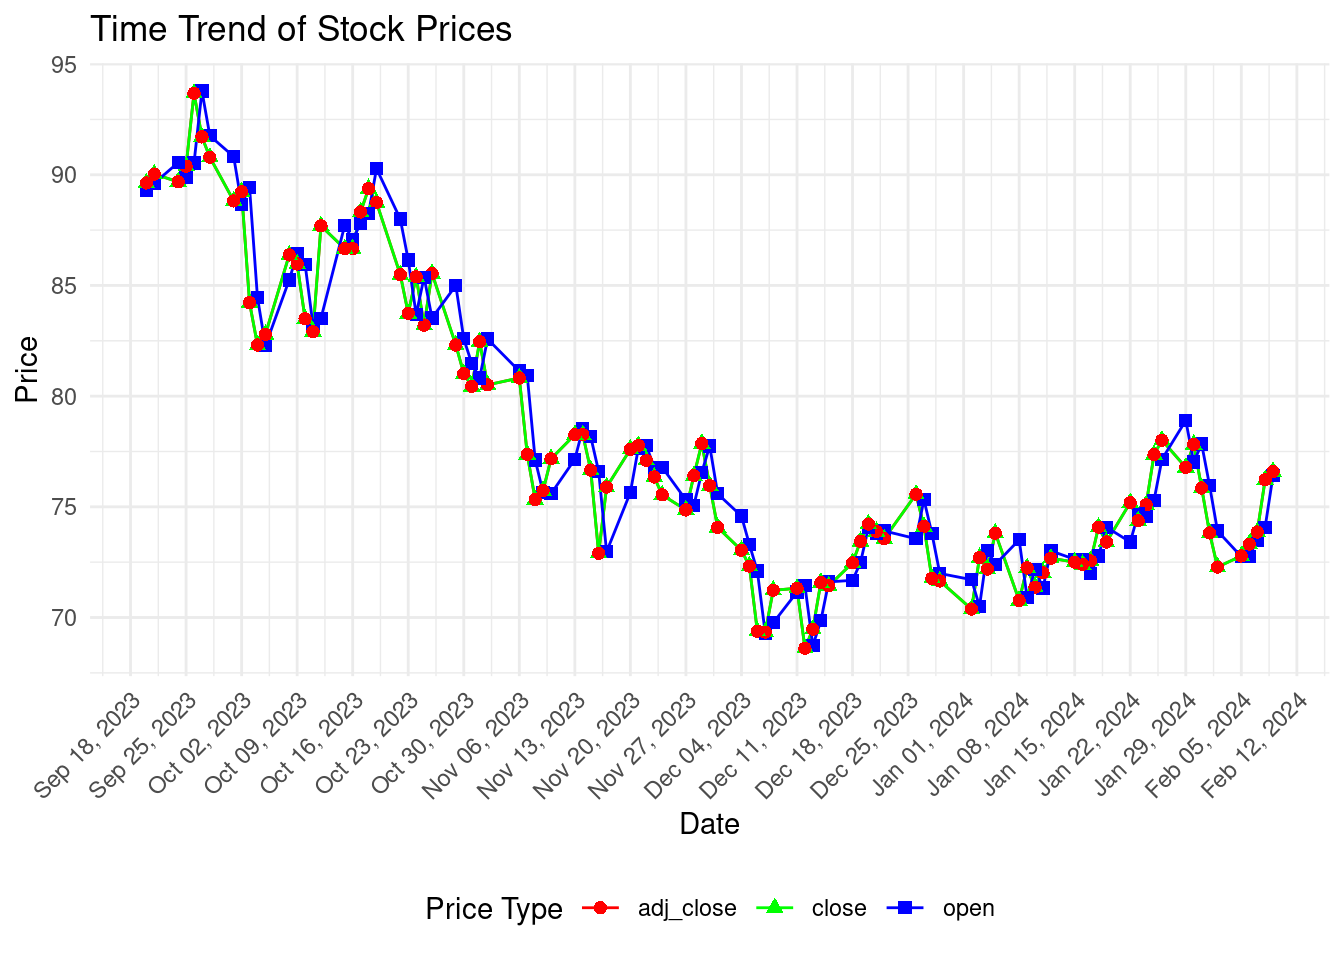 Time Trend of Stock Prices
95
90
85
80
75
70
Price
Sep 18, 2023
Sep 25, 2023
Oct 02, 2023
Oct 09, 2023
Oct 16, 2023
Oct 23, 2023
Oct 30, 2023
Nov 06, 2023
Nov 13, 2023
Nov 20, 2023
Nov 27, 2023
Dec 04, 2023
Dec 11, 2023
Dec 18, 2023
Dec 25, 2023
Jan 01, 2024
Jan 08, 2024
Jan 15, 2024
Jan 22, 2024
Jan 29, 2024
Feb 05, 2024
Feb 12, 2024
Date
Price Type adj_close close open